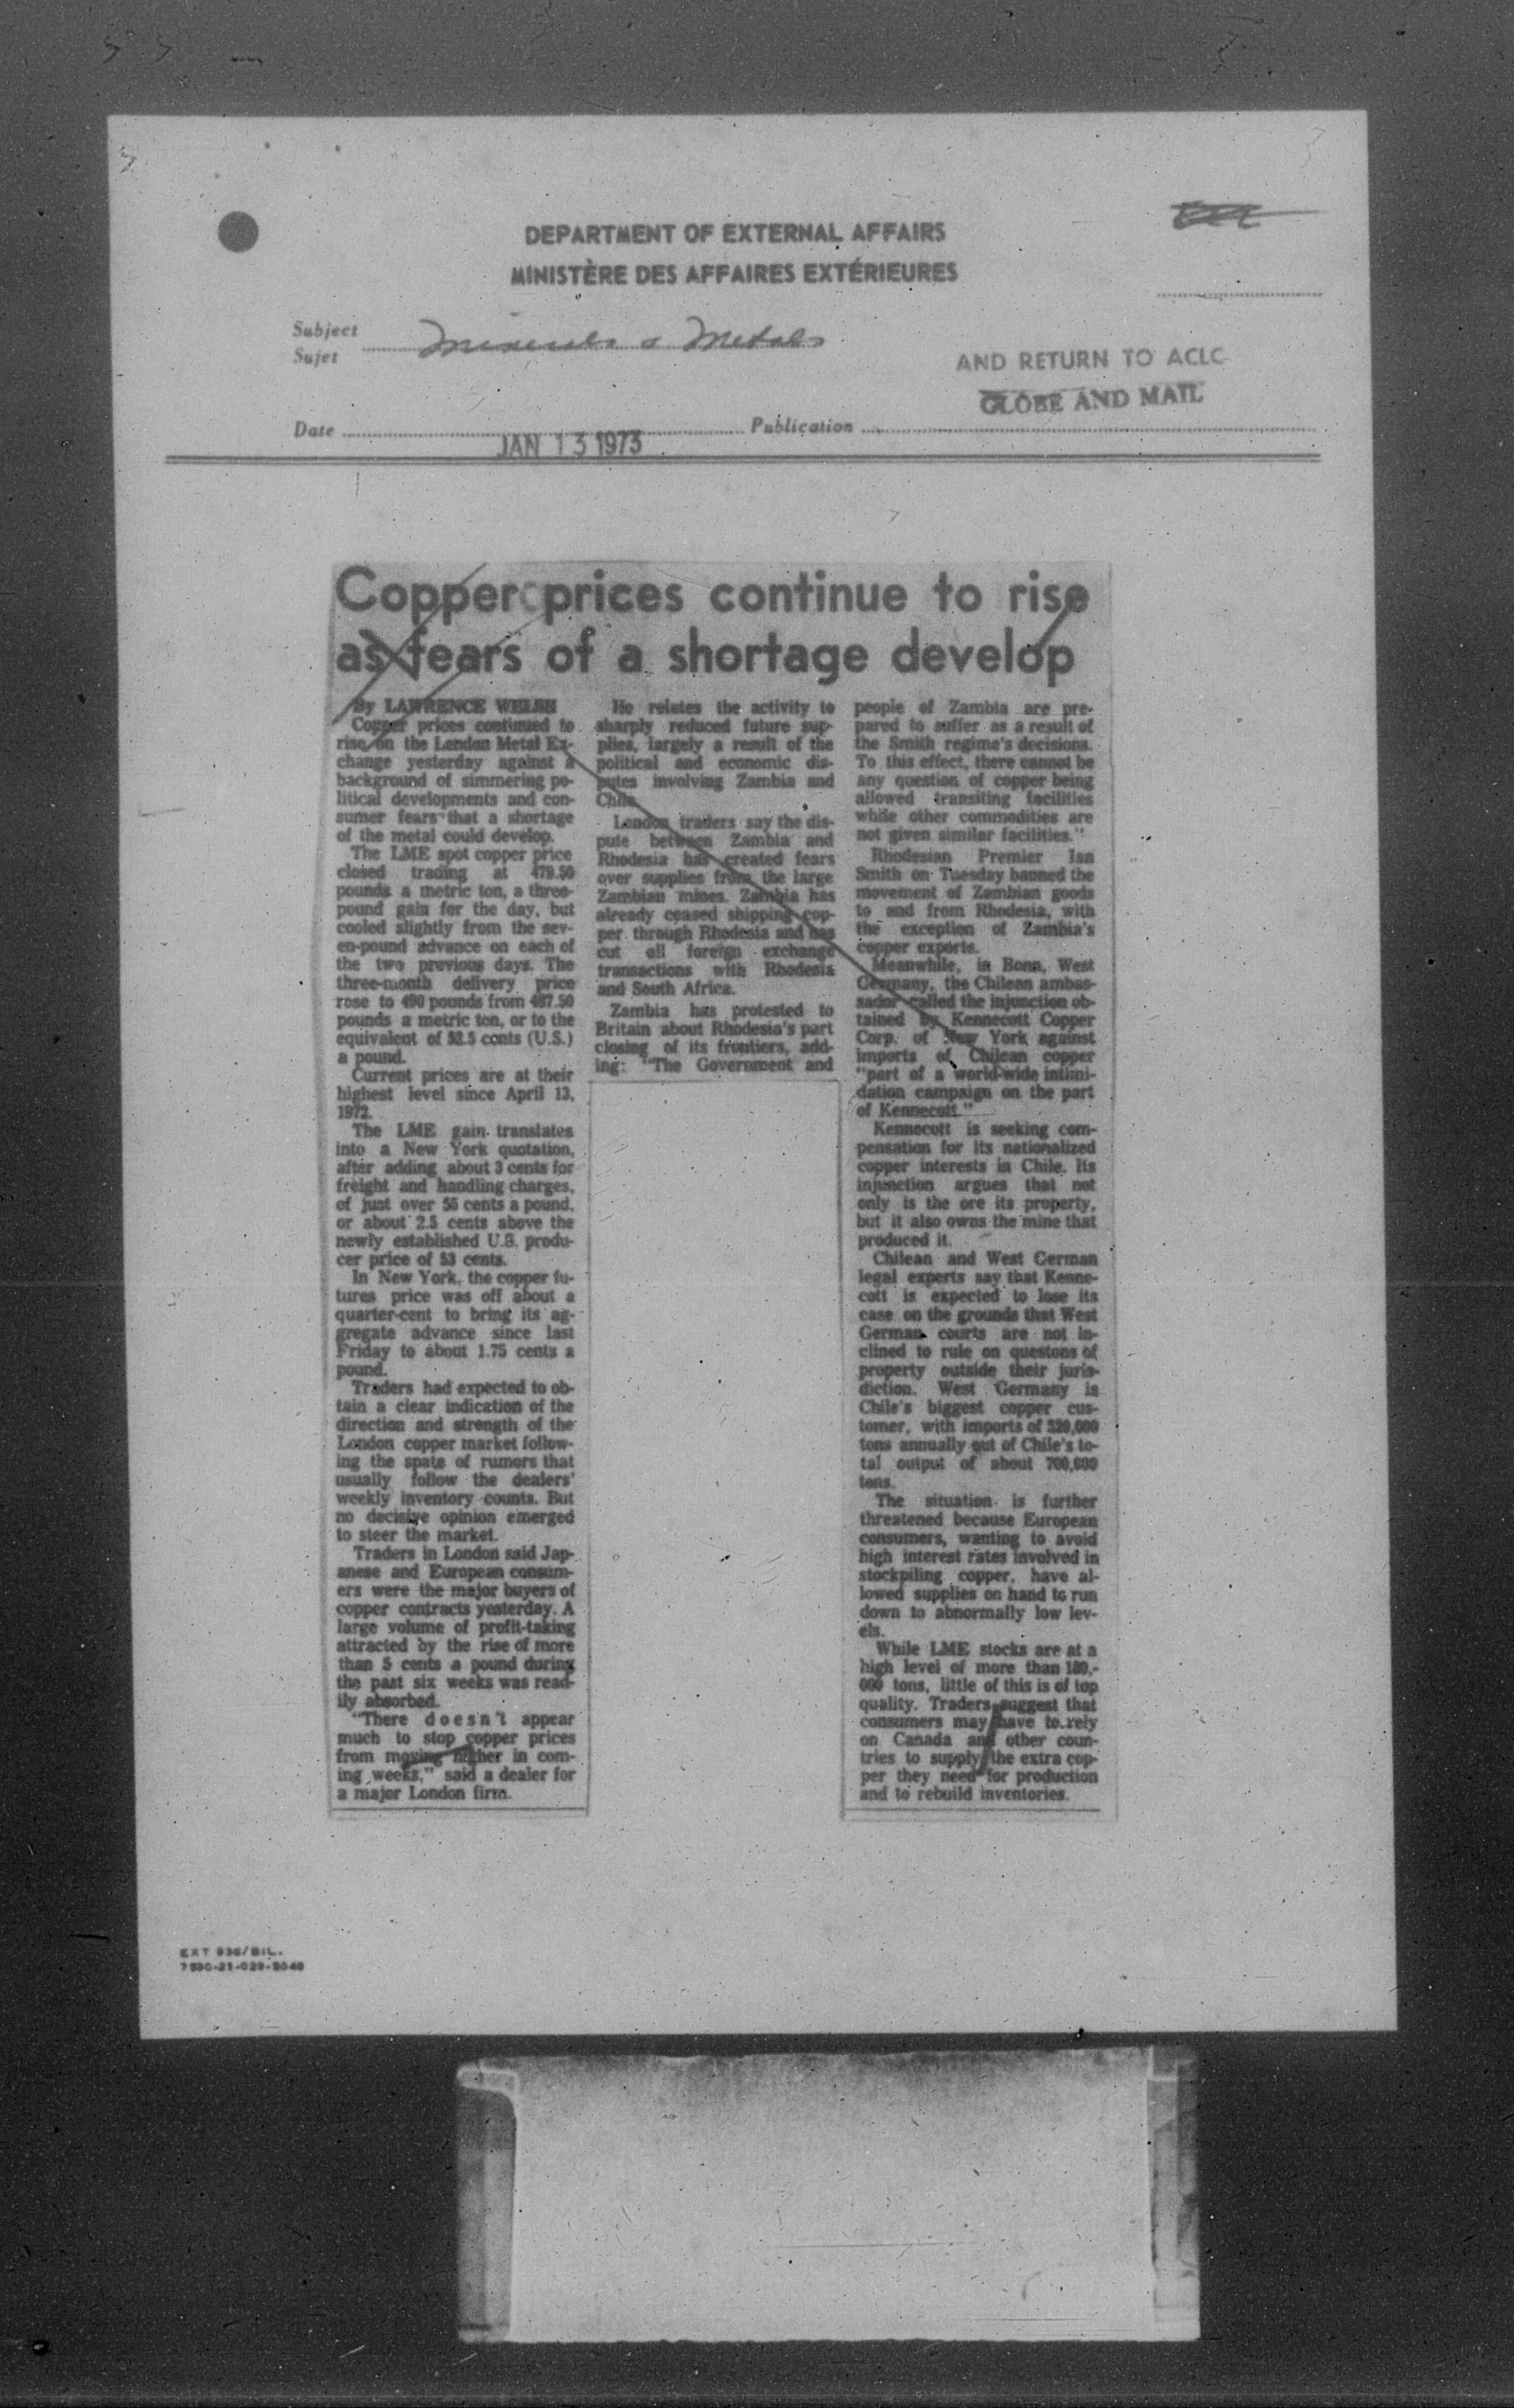 DEPARTMENT OF EXTERNAL AFFAIRS
MINISTÈRE DES AFFAIRES EXTÉRIEURES
Subject
Sujet
Minerals & Metals
AND RETURN TO ACLC
GLOBE AND MAIL
Date
JAN 13 1973
Publication
Copper prices continue to rise
as fears of a shortage develop
By LAWRENCE WELSH
Copper prices continued to
rise on the London Metal Ex-
change yesterday against a
background of simmering po-
litical developments and con-
sumer fears that a shortage
of the metal could develop.
The LME spot copper price
closed trading at 479.50
pounds a metric ton, a three-
pound gain for the day, but
cooled slightly from the sev-
en-pound advance on each of
the two previous days. The
three-month delivery price
rose to 490 pounds from 487.50
pounds a metric ton, or to the
equivalent of 52.5 cents (U.S.)
a pound.
Current prices are at their
highest level since April 13,
1972.
The LME gain translates
into a New York quotation,
after adding about 3 cents for
freight and handling charges,
of just over 55 cents a pound,
or about 2.5 cents above the
newly established U.S. produ-
cer price of 53 cents.
In New York, the copper fu-
tures price was off about a
quarter-cent to bring its ag-
gregate advance since last
Friday to about 1.75 cents a
pound.
Traders had expected to ob-
tain a clear indication of the
direction and strength of the
London copper market follow-
ing the spate of rumors that
usually follow the dealers'
weekly inventory counts. But
no decisive opinion emerged
to steer the market.
Traders in London said Jap-
anese and European consum-
ers were the major buyers of
copper contracts yesterday. A
large volume of profit-taking
attracted by the rise of more
than 5 cents a pound during
the past six weeks was read-
ily absorbed.
"There doesn't appear
much to stop copper prices
from moving higher in com-
ing weeks," said a dealer for
a major London firm.
He relates the activity to
sharply reduced future sup-
plies, largely a result of the
political and economic dis-
putes involving Zambia and
Chile.
London traders say the dis-
pute between Zambia and
Rhodesia has created fears
over supplies from the large
Zambian mines. Zambia has
already ceased shipping cop-
per through Rhodesia and has
cut all foreign exchange
transactions with Rhodesia
and South Africa.
Zambia has protested to
Britain about Rhodesia's part
closing of its frontiers, add-
ing: "The Government and
people of Zambia are pre-
pared to suffer as a result of
the Smith regime's decisions.
To this effect, there cannot be
any question of copper being
allowed transiting facilities
while other commodities are
not given similar facilities."
Rhodesian Premier Ian
Smith on Tuesday banned the
movement of Zambian goods
to and from Rhodesia, with
the exception of Zambia's
copper exports.
Meanwhile, in Bonn, West
Germany, the Chilean ambas-
sador called the injunction ob-
tained by Kennecott Copper
Corp. of New York against
imports of Chilean copper
"part of a world-wide intimi-
dation campaign on the part
of Kennecott."
Kennecott is seeking com-
pensation for its nationalized
copper interests in Chile. Its
injunction argues that not
only is the ore its property,
but it also owns the mine that
produced it.
Chilean and West German
legal experts say that Kenne-
cott is expected to lose its
case on the grounds that West
German courts are not in-
clined to rule on questons of
property outside their juris-
diction. West Germany is
Chile's biggest copper cus-
tomer, with imports of
tons annually out of Chile's to-
tal output of about 700,000
tons.
The situation is further
threatened because European
consumers, wanting to avoid
high interest rates involved in
stockpiling copper, have al-
lowed supplies on hand to run
down to abnormally low lev-
els.
While LME stocks are at a
high level of more than 180,-
000 tons, little of this is of top
quality. Traders suggest that
consumers may have to rely
on Canada and other coun-
tries to supply the extra cop-
per they need for production
and to rebuild inventories.
EXT 936/BIL.
7530-21-029-5048